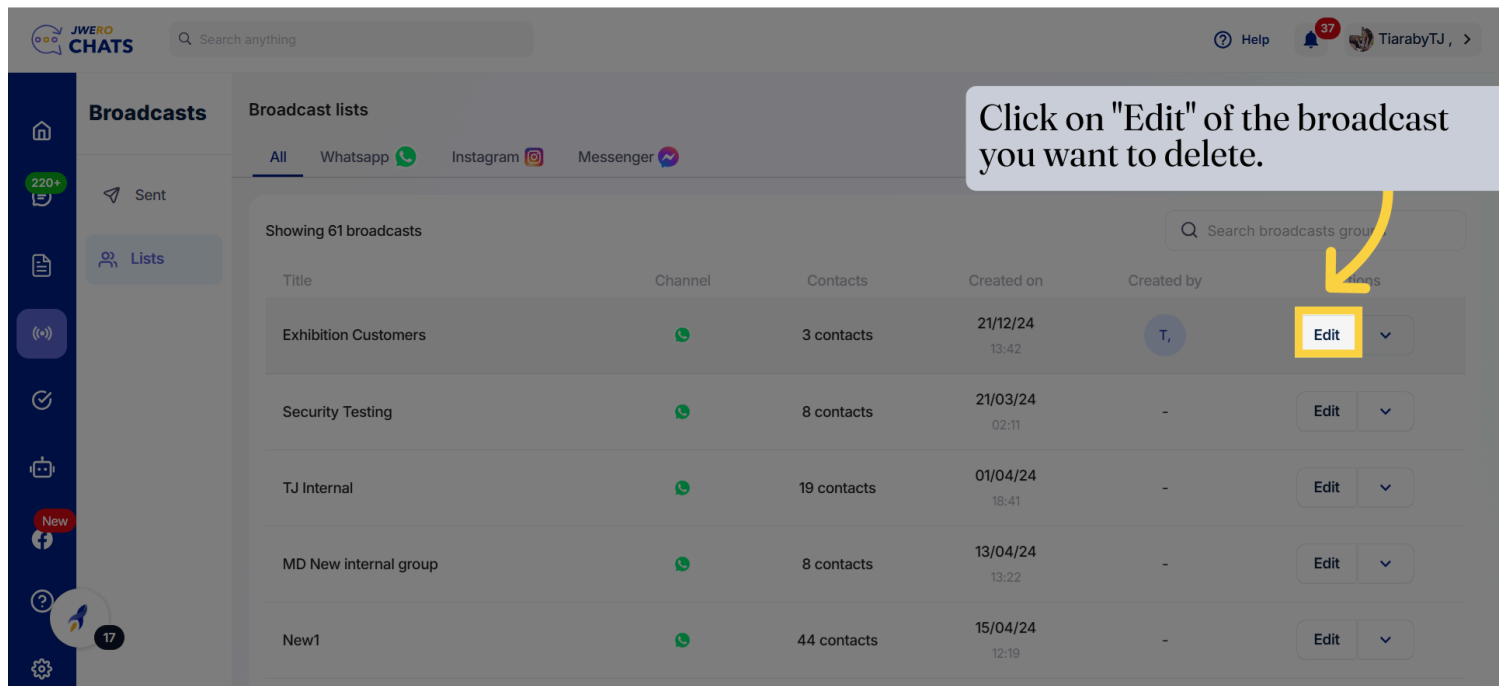 JWERO
CHATS
Search anything
Help
37
TiarabyTJ ,
Broadcasts
Broadcast lists
Click on "Edit" of the broadcast
you want to delete.
All Whatsapp Instagram Messenger
220+
Sent
Lists
Showing 61 broadcasts
Search broadcasts
Title Channel Contacts Created on Created by
Exhibition Customers 3 contacts 21/12/24 T, Edit
13:42
Security Testing 8 contacts 21/03/24 - Edit
02:11
TJ Internal 19 contacts 01/04/24 - Edit
18:41
New
MD New internal group 8 contacts 13/04/24 - Edit
13:22
17
New1 44 contacts 15/04/24 - Edit
12:19